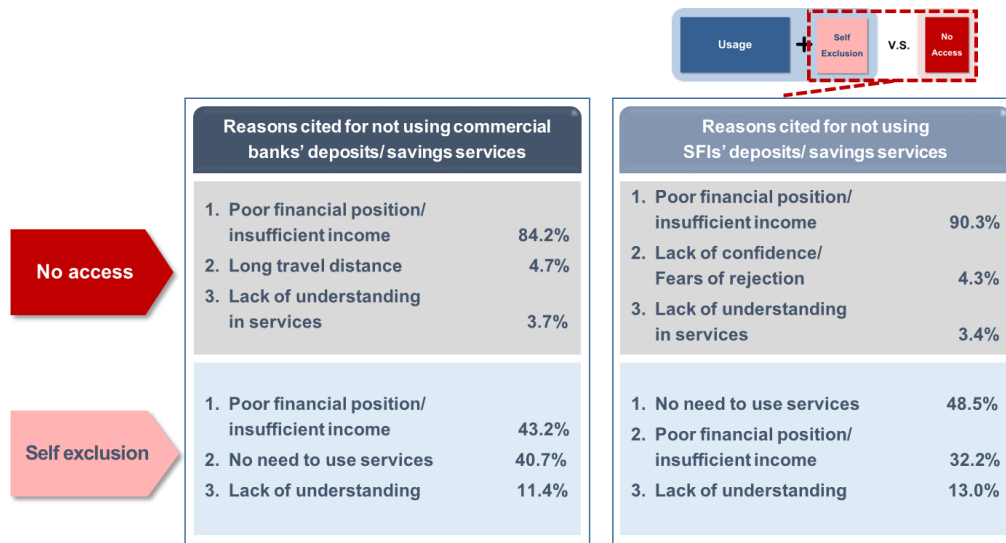 Usage
+
Self
Exclusion
V.S.
No
Access
Reasons cited for not using commercial
banks' deposits/ savings services
Reasons cited for not using
SFIs' deposits/ savings services
No access
1. Poor financial position/
insufficient income 84.2%
2. Long travel distance 4.7%
3. Lack of understanding
in services 3.7%
1. Poor financial position/
insufficient income 90.3%
2. Lack of confidence/
Fears of rejection 4.3%
3. Lack of understanding
in services 3.4%
Self exclusion
1. Poor financial position/
insufficient income 43.2%
2. No need to use services 40.7%
3. Lack of understanding 11.4%
1. No need to use services 48.5%
2. Poor financial position/
insufficient income 32.2%
3. Lack of understanding 13.0%